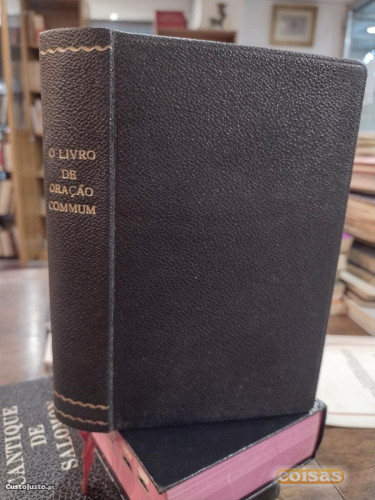 O LIVRO
DE
ORAÇÃO
COMMUM
CANTIQUE
DE
SALO
CustoJusto.pt
coisas